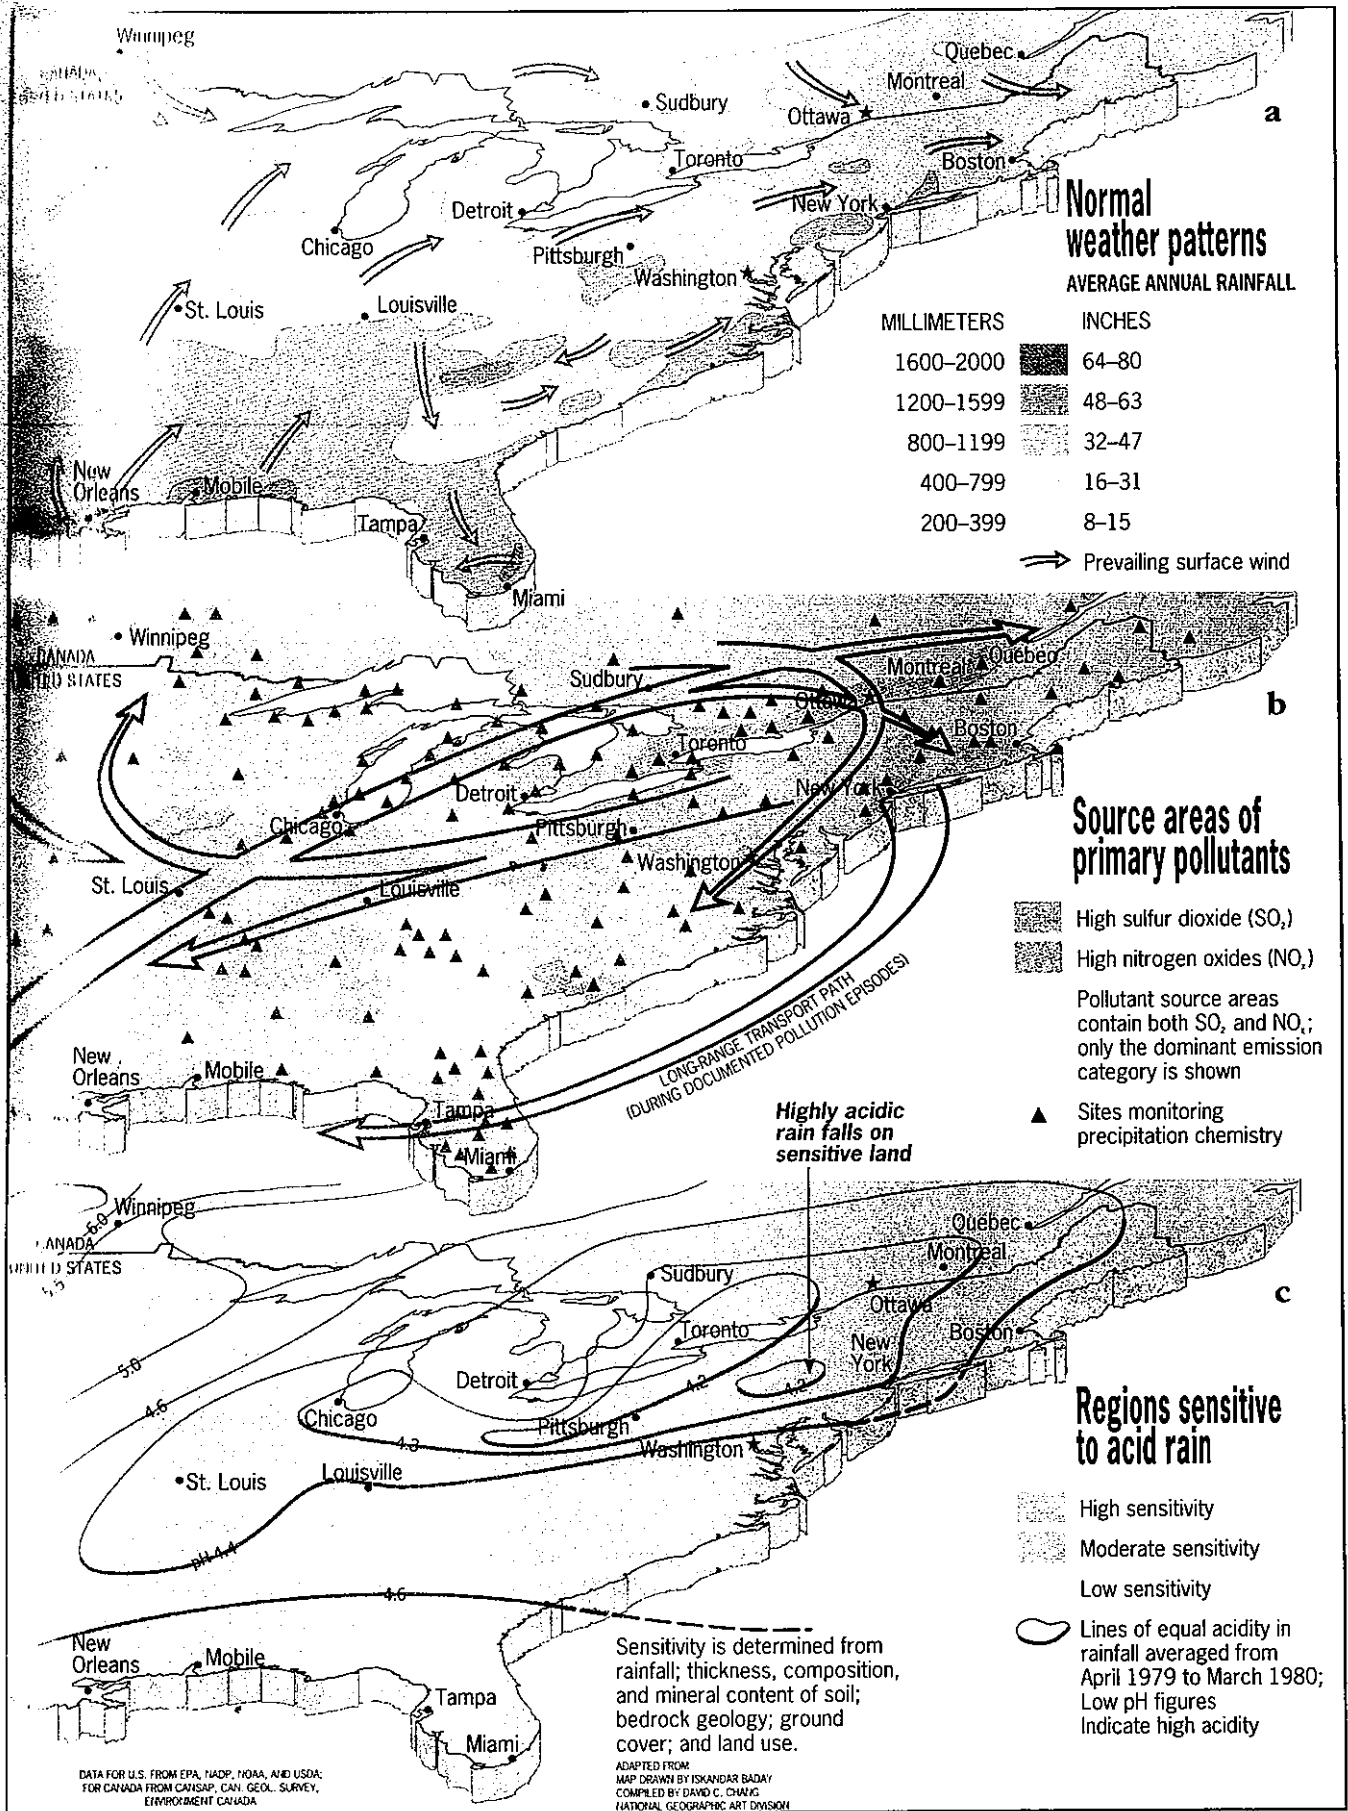 Winnipeg
CANADA
UNITED STATES
Sudbury
Quebec
Montreal
Ottawa
a
Toronto
Boston
Detroit
New York
Chicago
Pittsburgh
Washington
St. Louis
Louisville
New
Orleans
Mobile
Tampa
Miami
Normal
weather patterns
AVERAGE ANNUAL RAINFALL
MILLIMETERS INCHES
1600–2000 64–80
1200–1599 48–63
800–1199 32–47
400–799 16–31
200–399 8–15
Prevailing surface wind
Winnipeg
CANADA
UNITED STATES
Sudbury
Montreal
Quebec
Ottawa
b
Toronto
Boston
Detroit
New York
Chicago
Pittsburgh
Washington
St. Louis
Louisville
New
Orleans
Mobile
Tampa
Miami
LONG-RANGE TRANSPORT PATH
(DURING DOCUMENTED POLLUTION EPISODES)
Source areas of
primary pollutants
High sulfur dioxide (SO₂)
High nitrogen oxides (NOₓ)
Pollutant source areas
contain both SO₂ and NOₓ;
only the dominant emission
category is shown
Sites monitoring
precipitation chemistry
Highly acidic
rain falls on
sensitive land
Winnipeg
6.0
CANADA
UNITED STATES
5.5
5.0
4.6
Sudbury
Quebec
Montreal
Ottawa
c
Toronto
Boston
New
York
Detroit
4.2
4.2
Chicago
4.3
Pittsburgh
Washington
St. Louis
Louisville
pH 4.4
4.6
New
Orleans
Mobile
Tampa
Miami
Regions sensitive
to acid rain
High sensitivity
Moderate sensitivity
Low sensitivity
Lines of equal acidity in
rainfall averaged from
April 1979 to March 1980;
Low pH figures
Indicate high acidity
Sensitivity is determined from
rainfall; thickness, composition,
and mineral content of soil;
bedrock geology; ground
cover; and land use.
ADAPTED FROM
MAP DRAWN BY ISKANDAR BADAY
COMPILED BY DAVID C. CHANG
NATIONAL GEOGRAPHIC ART DIVISION
DATA FOR U.S. FROM EPA, NADP, NOAA, AND USDA;
FOR CANADA FROM CANSAP, CAN. GEOL. SURVEY,
ENVIRONMENT CANADA